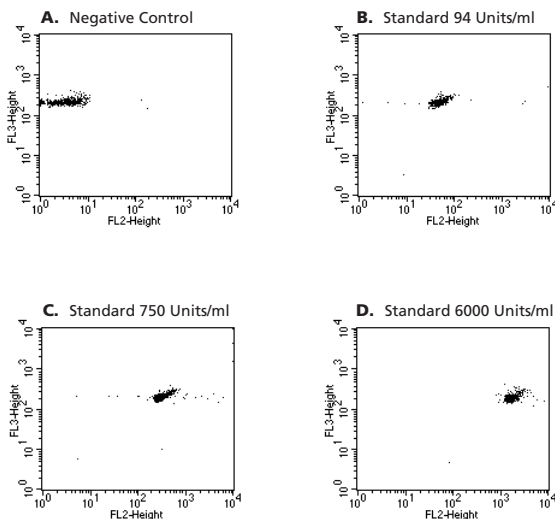 A. Negative Control
FL3-Height
10^4
10^3
10^2
10^1
10^0
10^0 10^1 10^2 10^3 10^4
FL2-Height
B. Standard 94 Units/ml
FL3-Height
10^4
10^3
10^2
10^1
10^0
10^0 10^1 10^2 10^3 10^4
FL2-Height
C. Standard 750 Units/ml
FL3-Height
10^4
10^3
10^2
10^1
10^0
10^0 10^1 10^2 10^3 10^4
FL2-Height
D. Standard 6000 Units/ml
FL3-Height
10^4
10^3
10^2
10^1
10^0
10^0 10^1 10^2 10^3 10^4
FL2-Height